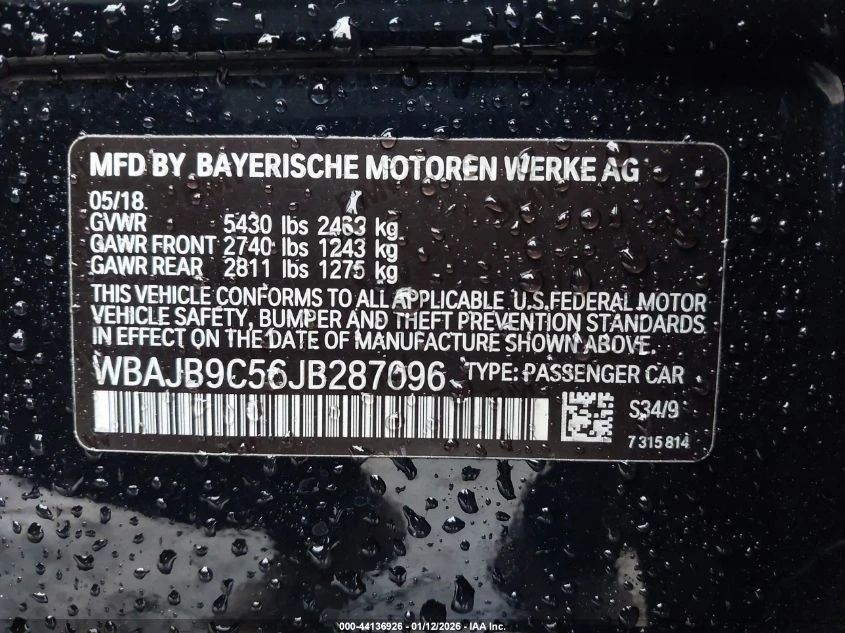 MFD BY BAYERISCHE MOTOREN WERKE AG
05/18
GVWR 5430 lbs 2463 kg
GAWR FRONT 2740 lbs 1243 kg
GAWR REAR 2811 lbs 1275 kg
THIS VEHICLE CONFORMS TO ALL APPLICABLE U.S.FEDERAL MOTOR
VEHICLE SAFETY, BUMPER AND THEFT PREVENTION STANDARDS
IN EFFECT ON THE DATE OF MANUFACTURE SHOWN ABOVE.
WBAJB9C56JB287096 TYPE: PASSENGER CAR
S34/9
7 315 814
000-44136926 - 01/12/2026 - IAA Inc.